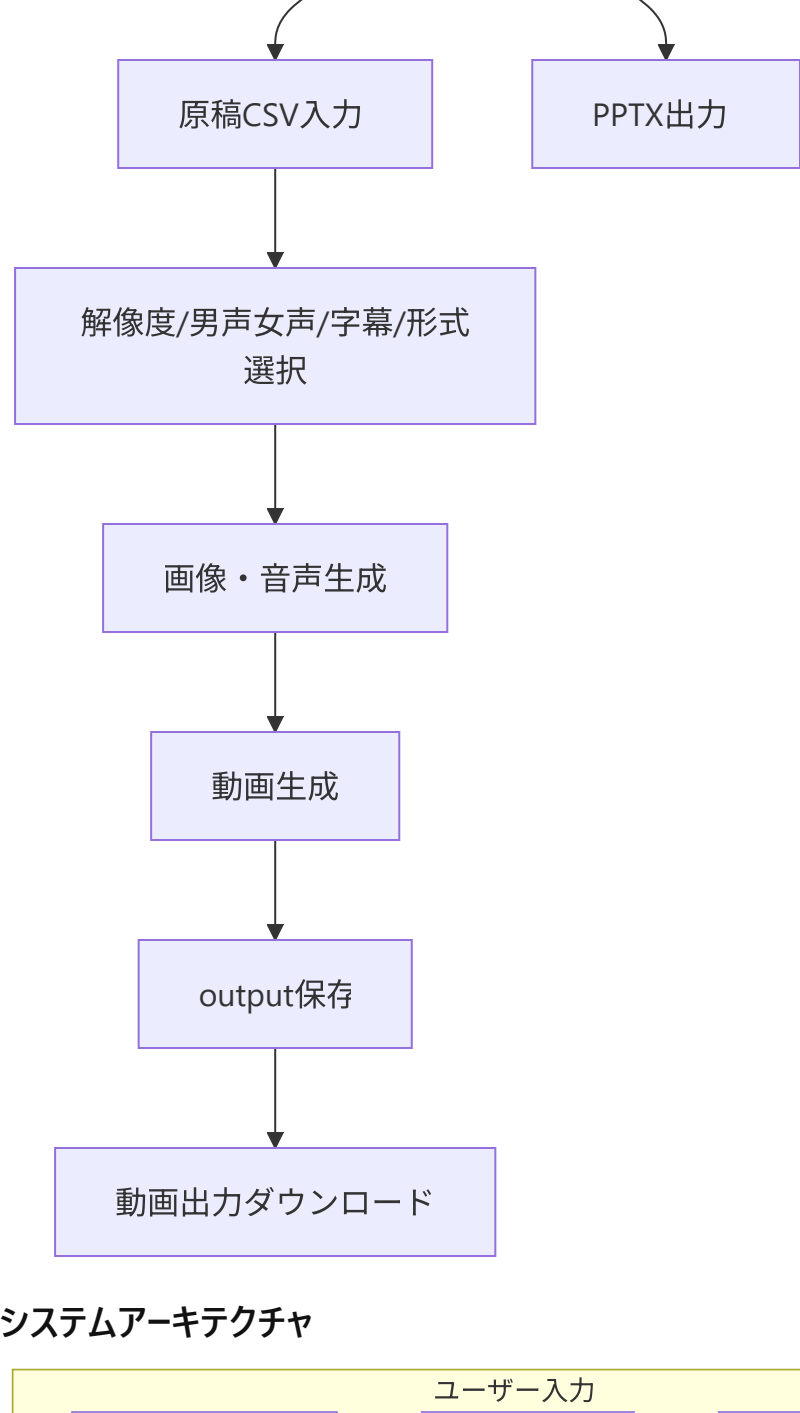 原稿CSV入力
PPTX出力
解像度/男声女声/字幕/形式
選択
画像・音声生成
動画生成
output保存
動画出力ダウンロード
システムアーキテクチャ
ユーザー入力